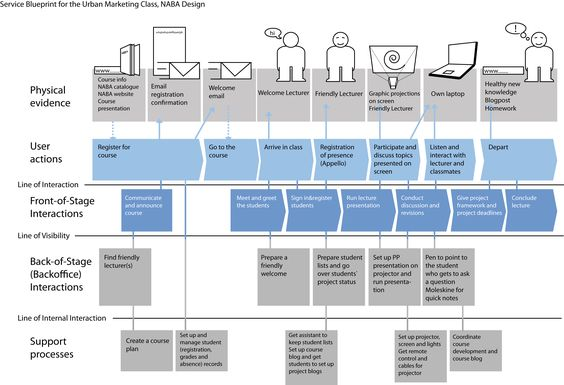 Service Blueprint for the Urban Marketing Class, NABA Design
hi
!
www........
www........
Physical
evidence
Course info
NABA catalogue
NABA website
Course
presentation
Email
registration
confirmation
Welcome
email
Welcome Lecturer
Friendly Lecturer
Graphic projections
on screen
Friendly Lecturer
Own laptop
Healthy new
knowledge
Blogpost
Homework
User
actions
Register for
course
Go to the
course
Arrive in class
Registration
of presence
(Appello)
Participate and
discuss topics
presented on
screen
Listen and
interact with
lecturer and
classmates
Depart
Line of Interaction
Front-of-Stage
Interactions
Communicate
and announce
course
Meet and greet
the students
Sign in&register
students
Run lecture
presentation
Conduct
discussion
and revisions
Give project
framework and
project deadlines
Conclude
lecture
Line of Visibility
Back-of-Stage
(Backoffice)
Interactions
Find friendly
lecturer(s)
Prepare a
friendly
welcome
Prepare student
lists and go
over students'
project status
Set up PP
presentation on
projector and
run presenta-
tion
Pen to point to
the student
who gets to ask
a question
Moleskine for
quick notes
Line of Internal Interaction
Support
processes
Create a course
plan
Set up and
manage student
(registration,
grades and
absence) records
Get assistant to
keep student lists
Set up course
blog and get
students to set up
project blogs
Set up projector,
screen and lights
Get remote
control and
cables for
projector
Coordinate
course
development and
course blog